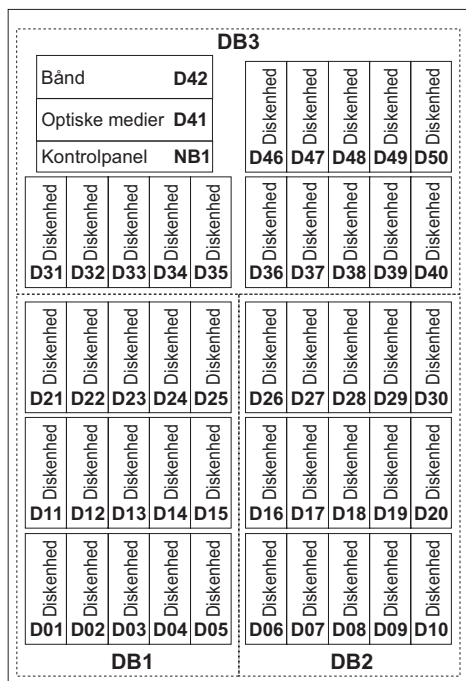 DB3
Bånd D42
Optiske medier D41
Kontrolpanel NB1
Diskenhed Diskenhed Diskenhed Diskenhed Diskenhed
D46 D47 D48 D49 D50
Diskenhed Diskenhed Diskenhed Diskenhed Diskenhed
D31 D32 D33 D34 D35
Diskenhed Diskenhed Diskenhed Diskenhed Diskenhed
D36 D37 D38 D39 D40
Diskenhed Diskenhed Diskenhed Diskenhed Diskenhed
D21 D22 D23 D24 D25
Diskenhed Diskenhed Diskenhed Diskenhed Diskenhed
D26 D27 D28 D29 D30
Diskenhed Diskenhed Diskenhed Diskenhed Diskenhed
D11 D12 D13 D14 D15
Diskenhed Diskenhed Diskenhed Diskenhed Diskenhed
D16 D17 D18 D19 D20
Diskenhed Diskenhed Diskenhed Diskenhed Diskenhed
D01 D02 D03 D04 D05
Diskenhed Diskenhed Diskenhed Diskenhed Diskenhed
D06 D07 D08 D09 D10
DB1
DB2